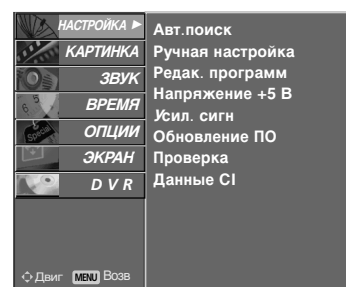 НАСТРОЙКА ►
КАРТИНКА
ЗВУК
ВРЕМЯ
ОПЦИИ
ЭКРАН
D V R
Авт.поиск
Ручная настройка
Редак. программ
Напряжение +5 В
Усил. сигн
Обновление ПО
Проверка
Данные CI
Двиг MENU Возв